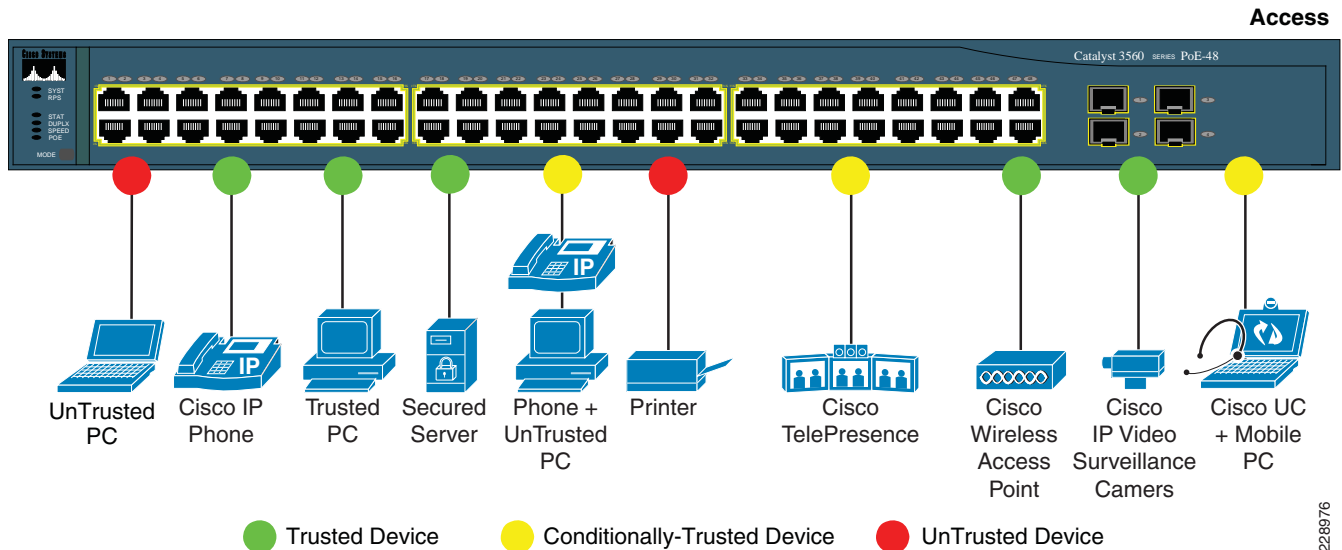 Access
CISCO SYSTEMS
Catalyst 3560 SERIES PoE-48
SYST
RPS
STAT
DUPLX
SPEED
POE
MODE
IP
IP
UnTrusted
PC
Cisco IP
Phone
Trusted
PC
Secured
Server
Phone +
UnTrusted
PC
Printer
Cisco
TelePresence
Cisco
Wireless
Access
Point
Cisco
IP Video
Surveillance
Camers
Cisco UC
+ Mobile
PC
Trusted Device
Conditionally-Trusted Device
UnTrusted Device
228976